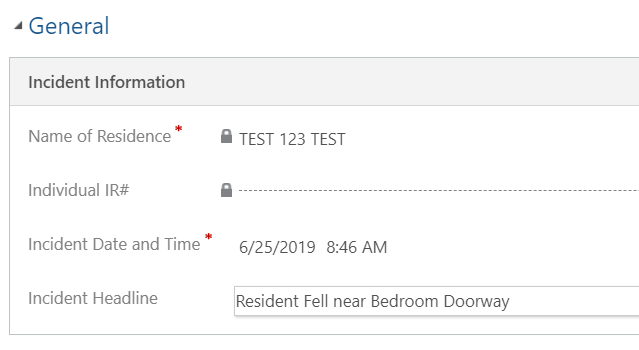 General
Incident Information
Name of Residence * TEST 123 TEST
Individual IR#
Incident Date and Time * 6/25/2019 8:46 AM
Incident Headline Resident Fell near Bedroom Doorway